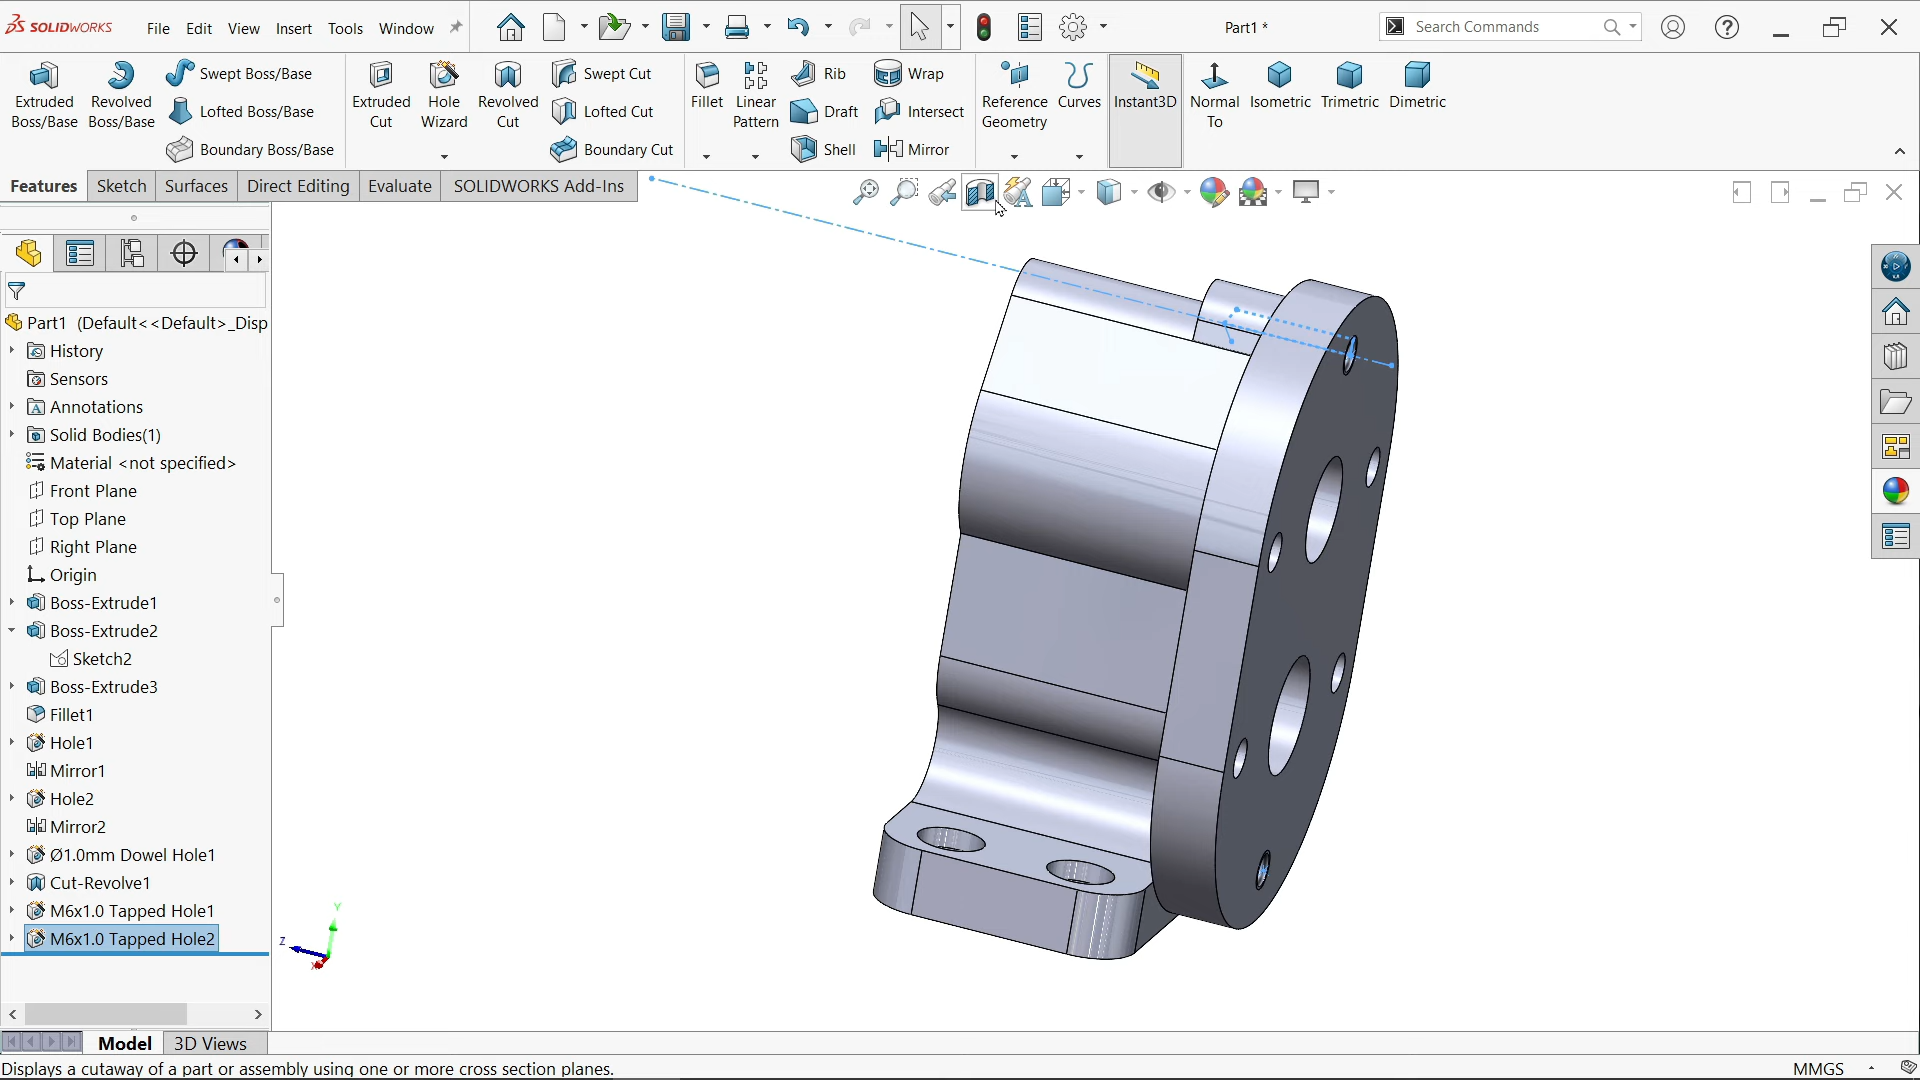 SOLIDWORKS File Edit View Insert Tools Window Part1 * Search Commands
Extruded Boss/Base
Revolved Boss/Base
Swept Boss/Base
Lofted Boss/Base
Boundary Boss/Base
Extruded Cut
Hole Wizard
Revolved Cut
Swept Cut
Lofted Cut
Boundary Cut
Fillet
Linear Pattern
Rib
Draft
Shell
Wrap
Intersect
Mirror
Reference Geometry
Curves
Instant3D
Normal To
Isometric
Trimetric
Dimetric
Features Sketch Surfaces Direct Editing Evaluate SOLIDWORKS Add-Ins
Part1 (Default<<Default>_Disp
History
Sensors
Annotations
Solid Bodies(1)
Material <not specified>
Front Plane
Top Plane
Right Plane
Origin
Boss-Extrude1
Boss-Extrude2
Sketch2
Boss-Extrude3
Fillet1
Hole1
Mirror1
Hole2
Mirror2
Ø1.0mm Dowel Hole1
Cut-Revolve1
M6x1.0 Tapped Hole1
M6x1.0 Tapped Hole2
Y
Z
X
Model 3D Views
Displays a cutaway of a part or assembly using one or more cross section planes.
MMGS